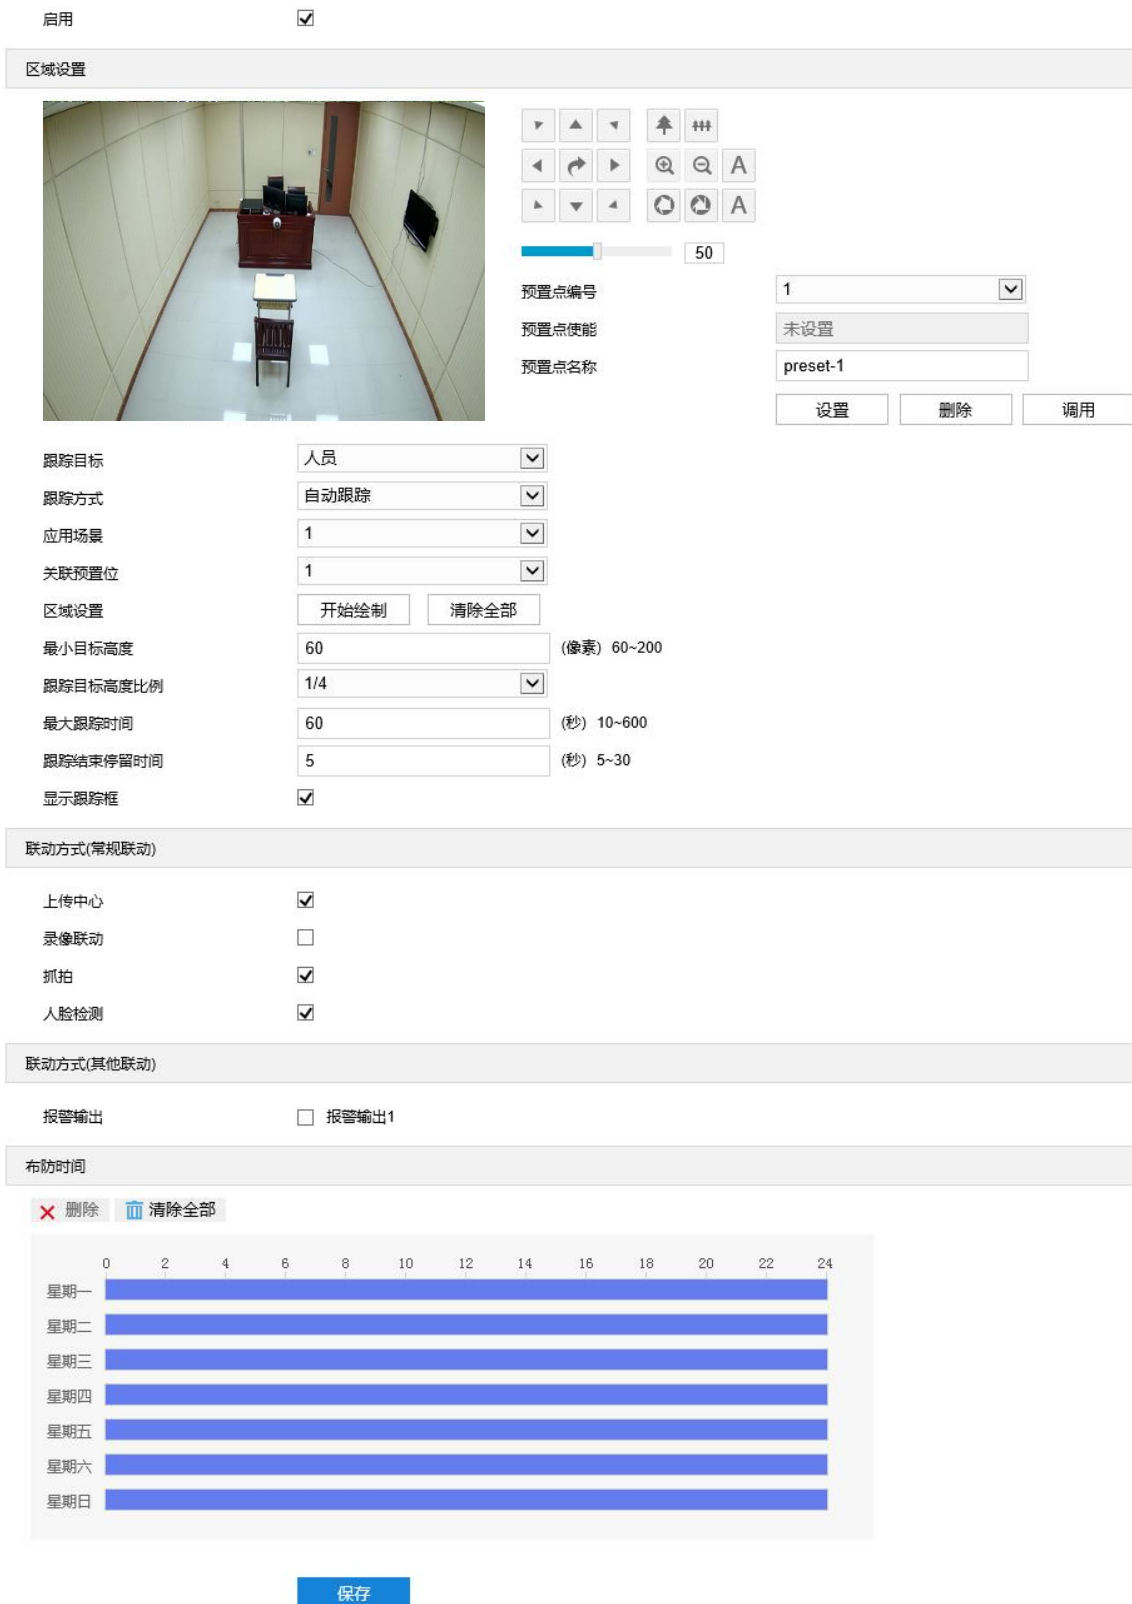 启用
区域设置
A
A
50
预置点编号 1
预置点使能 未设置
预置点名称 preset-1
设置 删除 调用
跟踪目标 人员
跟踪方式 自动跟踪
应用场景 1
关联预置位 1
区域设置 开始绘制 清除全部
最小目标高度 60 (像素) 60~200
跟踪目标高度比例 1/4
最大跟踪时间 60 (秒) 10~600
跟踪结束停留时间 5 (秒) 5~30
显示跟踪框
联动方式(常规联动)
上传中心
录像联动
抓拍
人脸检测
联动方式(其他联动)
报警输出 报警输出1
布防时间
删除 清除全部
0 2 4 6 8 10 12 14 16 18 20 22 24
星期一
星期二
星期三
星期四
星期五
星期六
星期日
保存